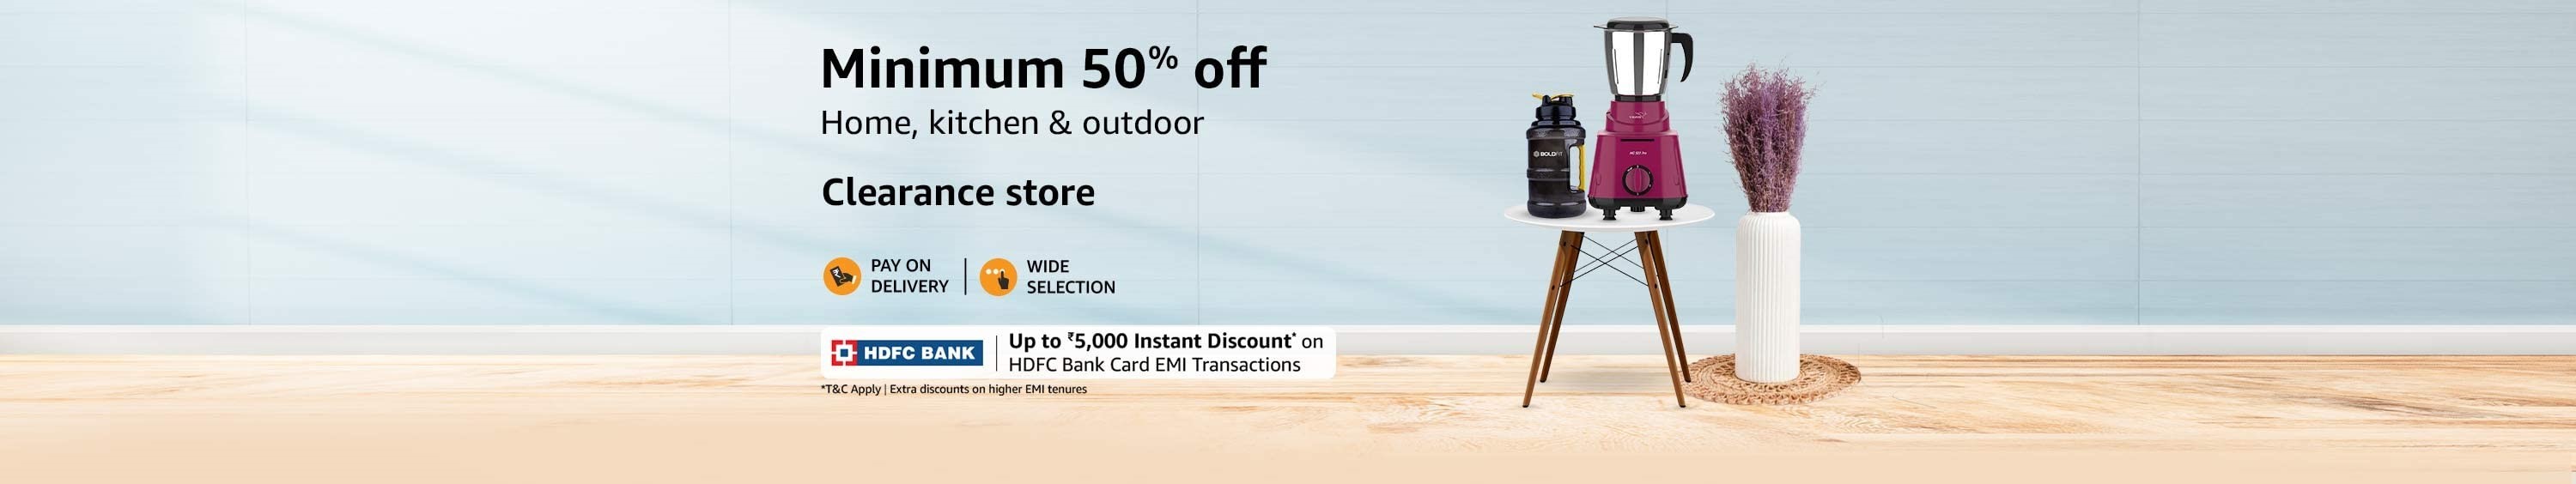 Minimum 50% off
Home, kitchen & outdoor
Clearance store
PAY ON
DELIVERY
WIDE
SELECTION
HDFC BANK
Up to ₹5,000 Instant Discount* on
HDFC Bank Card EMI Transactions
*T&C Apply | Extra discounts on higher EMI tenures
BOLDFIT